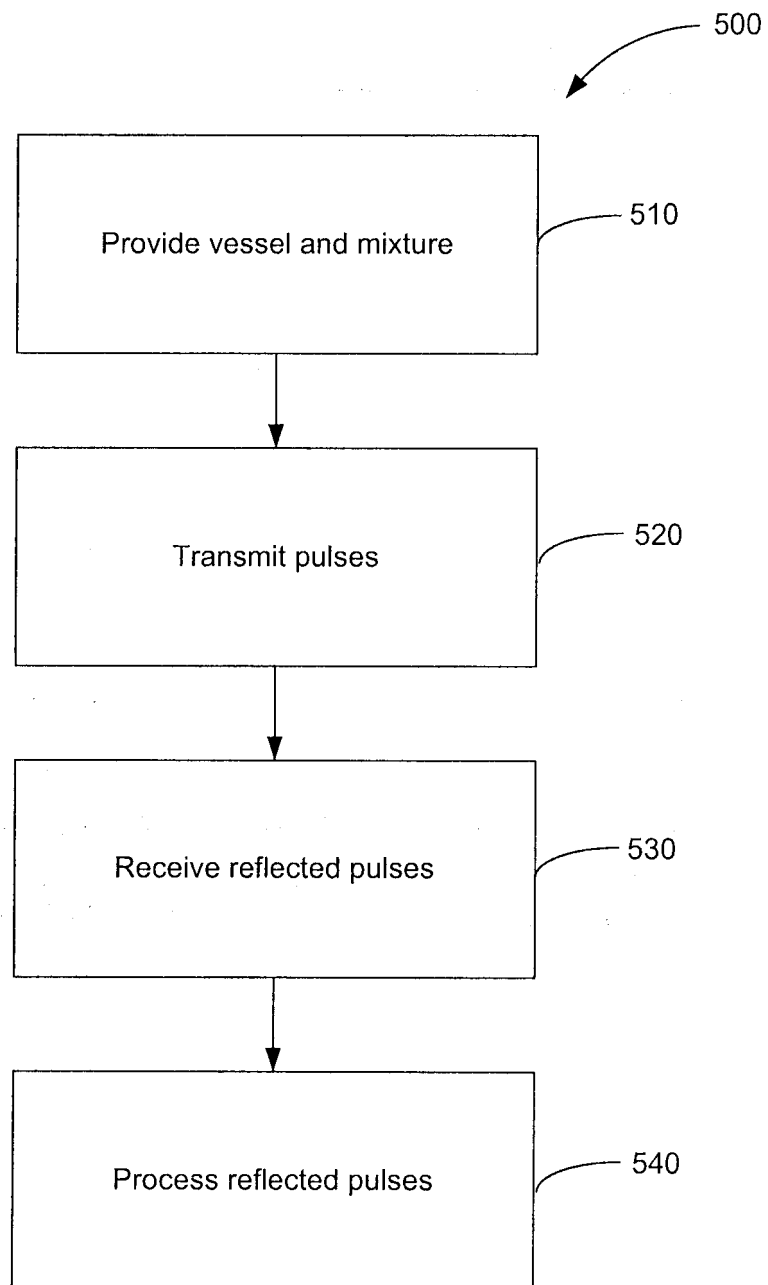 500
Provide vessel and mixture
510
Transmit pulses
520
Receive reflected pulses
530
Process reflected pulses
540